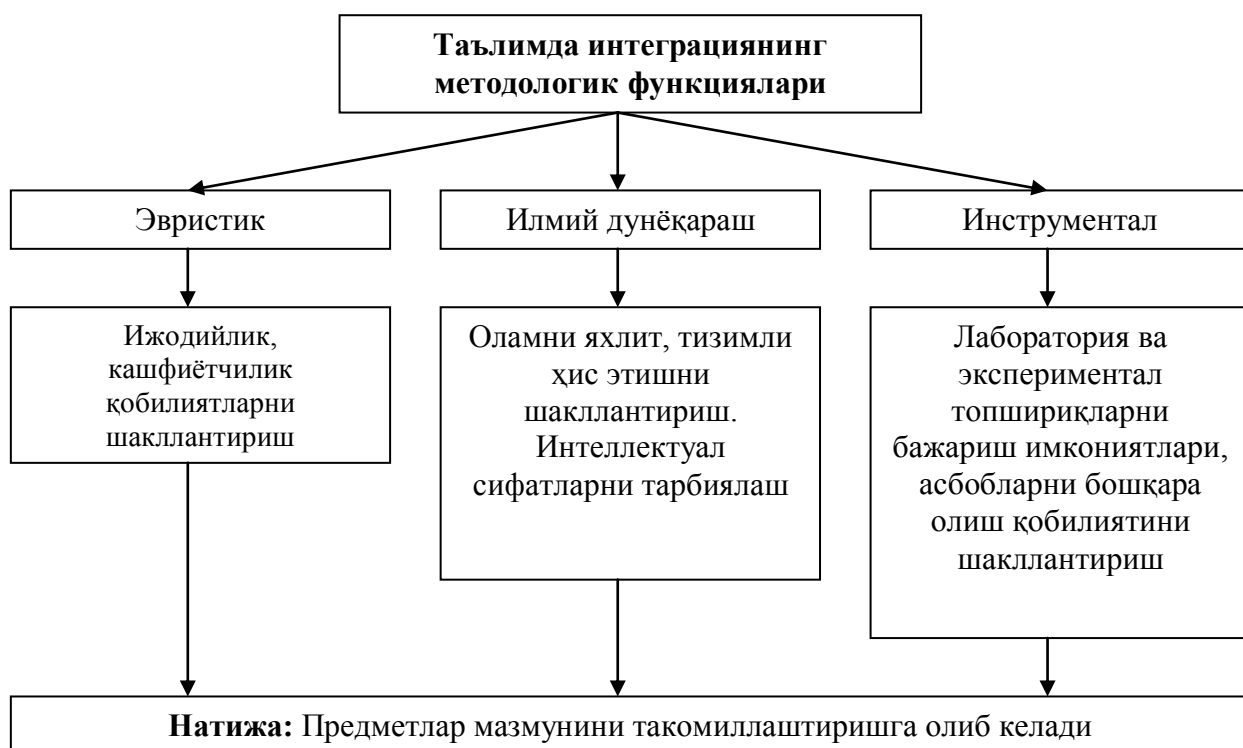 Таълимда интеграциянинг
методологик функциялари
Эвристик
Илмий дунёқараш
Инструментал
Ижодийлик,
кашфиётчилик
қобилиятларни
шакллантириш
Оламни яхлит, тизимли
ҳис этишни
шакллантириш.
Интеллектуал
сифатларни тарбиялаш
Лаборатория ва
экспериментал
топшириқларни
бажариш имкониятлари,
асбобларни бошқара
олиш қобилиятини
шакллантириш
Натижа: Предметлар мазмунини такомиллаштиришга олиб келади